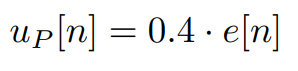 u_P[n] = 0.4 · e[n]